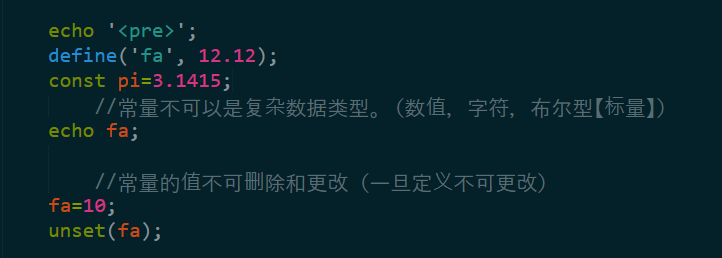 echo '<pre>';
define('fa', 12.12);
const pi=3.1415;
//常量不可以是复杂数据类型。（数值，字符，布尔型【标量】）
echo fa;
//常量的值不可删除和更改（一旦定义不可更改）
fa=10;
unset(fa);